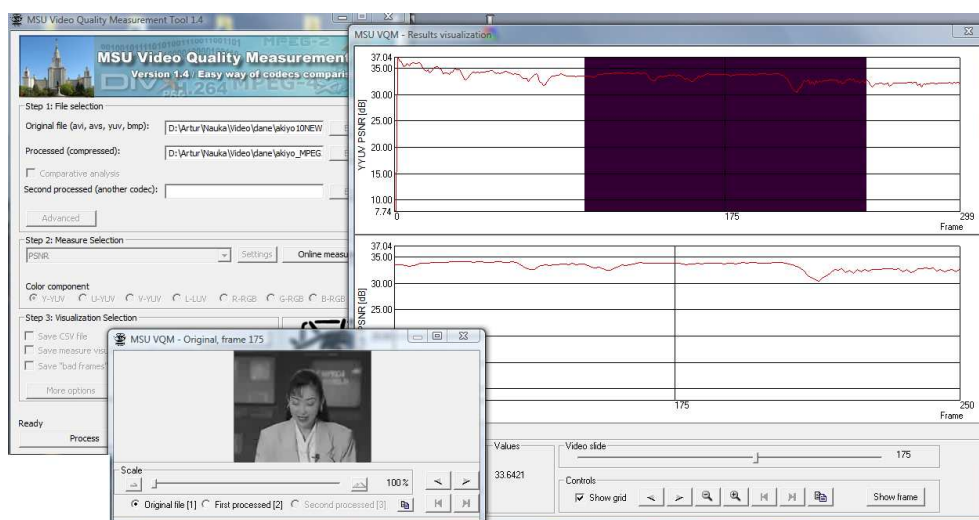 MSU Video Quality Measurement Tool 1.4
MSU Video Quality Measurement
Version 1.4 / Easy way of codecs comparis
Step 1: File selection
Original file (avi, avs, yuv, bmp):
D:\Artur\Nauka\Video\dane\akiyo10NEW
Processed (compressed):
D:\Artur\Nauka\Video\dane\akiyo_MPEG
Comparative analysis
Second processed (another codec):
Advanced
Step 2: Measure Selection
PSNR
Settings
Online measu
Color component
Y-YUV U-YUV V-YUV L-LUV R-RGB G-RGB B-RGB
Step 3: Visualization Selection
Save CSV file
Save measure visu
Save "bad frames"
More options
Ready
Process
MSU VQM - Results visualization
YYUV PSNR [dB]
37.04
35.00
30.00
25.00
20.00
15.00
10.00
7.74
0 175 299
Frame
37.04
35.00
30.00
25.00
PSNR [dB]
175 250
Frame
Values
33.6421
Video slide
175
Controls
Show grid
Show frame
MSU VQM - Original, frame 175
Scale
100%
Original file [1] First processed [2] Second processed [3]